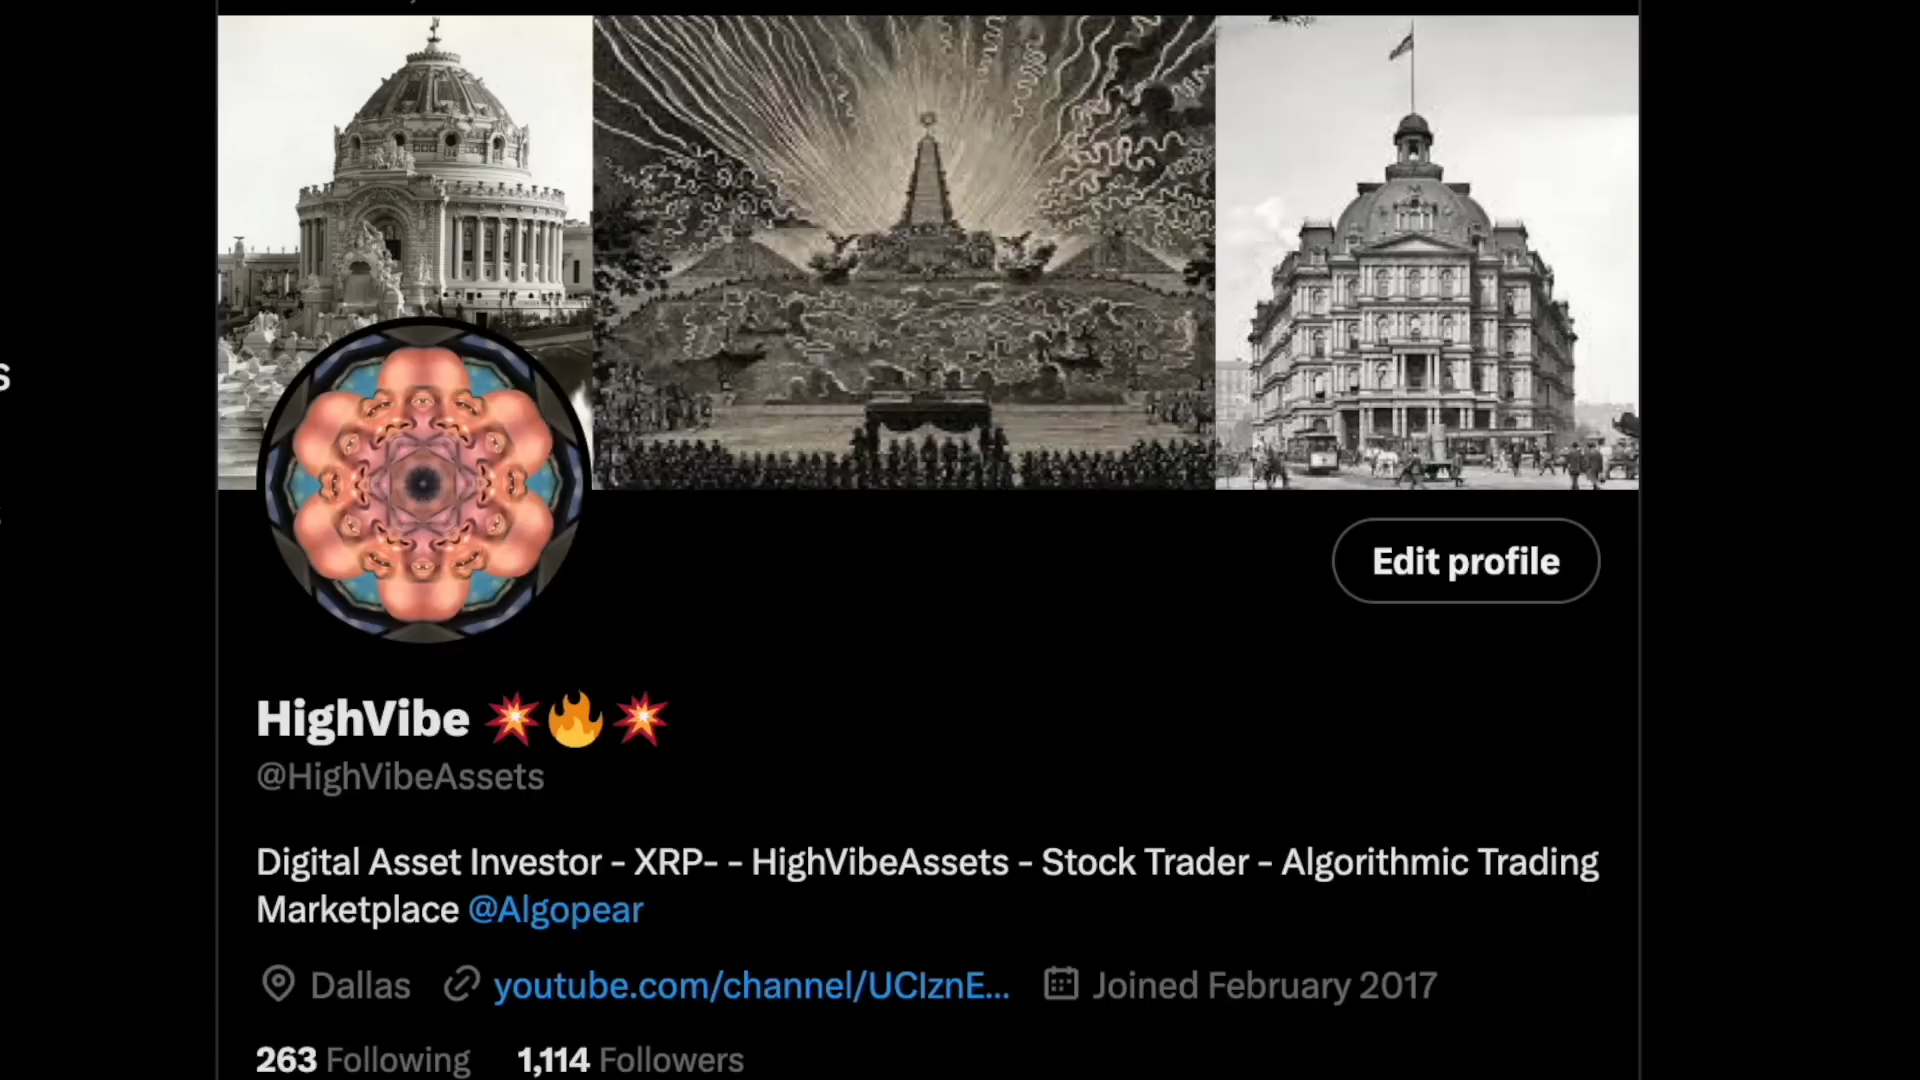 S
Edit profile
HighVibe 💥🔥💥
@HighVibeAssets
Digital Asset Investor - XRP- - HighVibeAssets - Stock Trader - Algorithmic Trading
Marketplace @Algopear
Dallas youtube.com/channel/UCIznE... Joined February 2017
263 Following 1,114 Followers